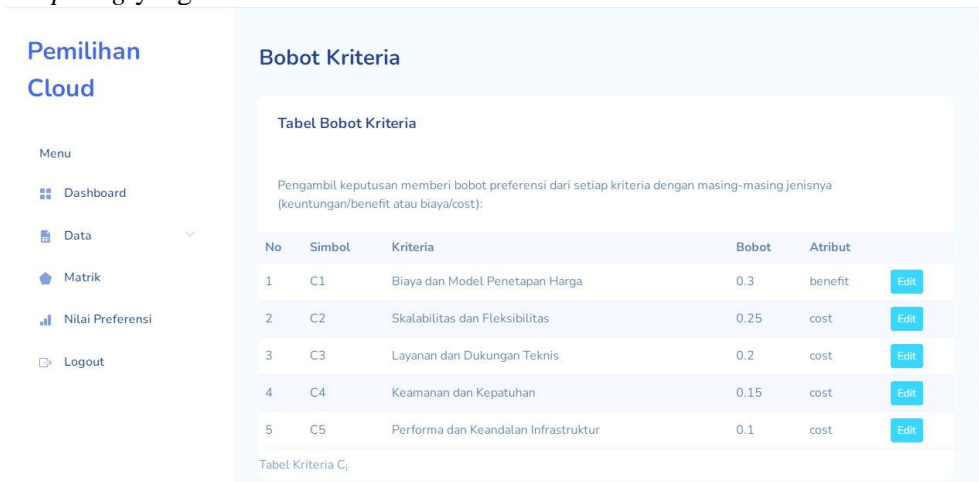 Pemilihan
Cloud
Menu
Dashboard
Data
Matrik
Nilai Preferensi
Logout
Bobot Kriteria
Tabel Bobot Kriteria
Pengambil keputusan memberi bobot preferensi dari setiap kriteria dengan masing-masing jenisnya
(keuntungan/benefit atau biaya/cost):
No Simbol Kriteria Bobot Atribut
1 C1 Biaya dan Model Penetapan Harga 0.3 benefit Edit
2 C2 Skalabilitas dan Fleksibilitas 0.25 cost Edit
3 C3 Layanan dan Dukungan Teknis 0.2 cost Edit
4 C4 Keamanan dan Kepatuhan 0.15 cost Edit
5 C5 Performa dan Keandalan Infrastruktur 0.1 cost Edit
Tabel Kriteria Ci